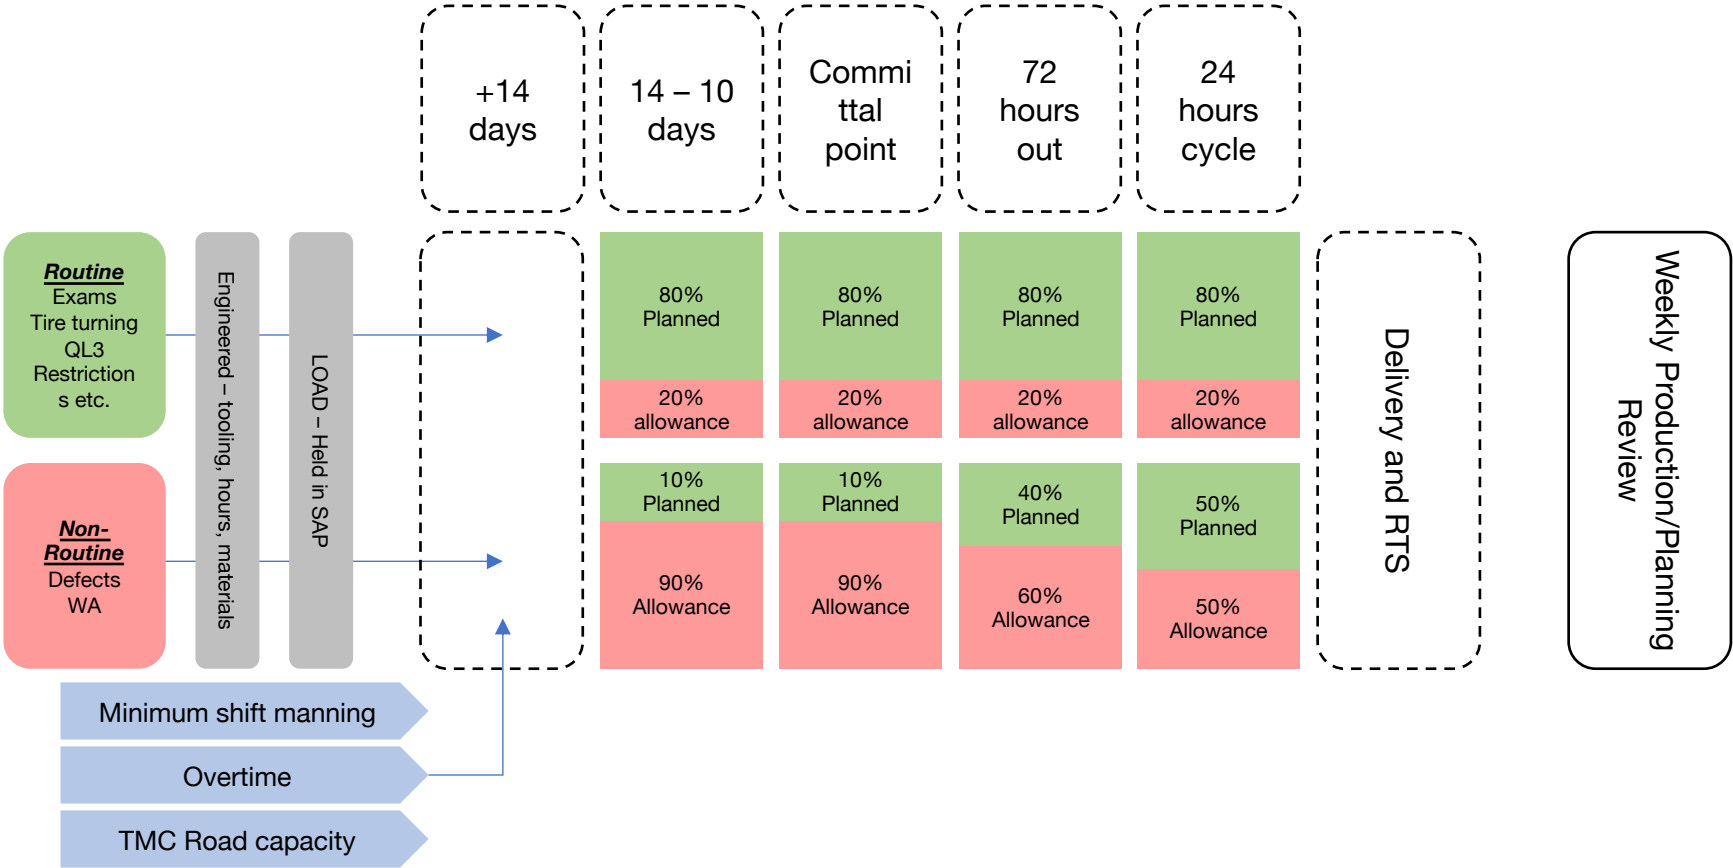 +14
days
14 – 10
days
Commi
ttal
point
72
hours
out
24
hours
cycle
Routine
Exams
Tire turning
QL3
Restriction
s etc.
Non-
Routine
Defects
WA
Engineered – tooling, hours, materials
LOAD – Held in SAP
80%
Planned
20%
allowance
80%
Planned
20%
allowance
80%
Planned
20%
allowance
80%
Planned
20%
allowance
10%
Planned
90%
Allowance
10%
Planned
90%
Allowance
40%
Planned
60%
Allowance
50%
Planned
50%
Allowance
Delivery and RTS
Weekly Production/Planning
Review
Minimum shift manning
Overtime
TMC Road capacity